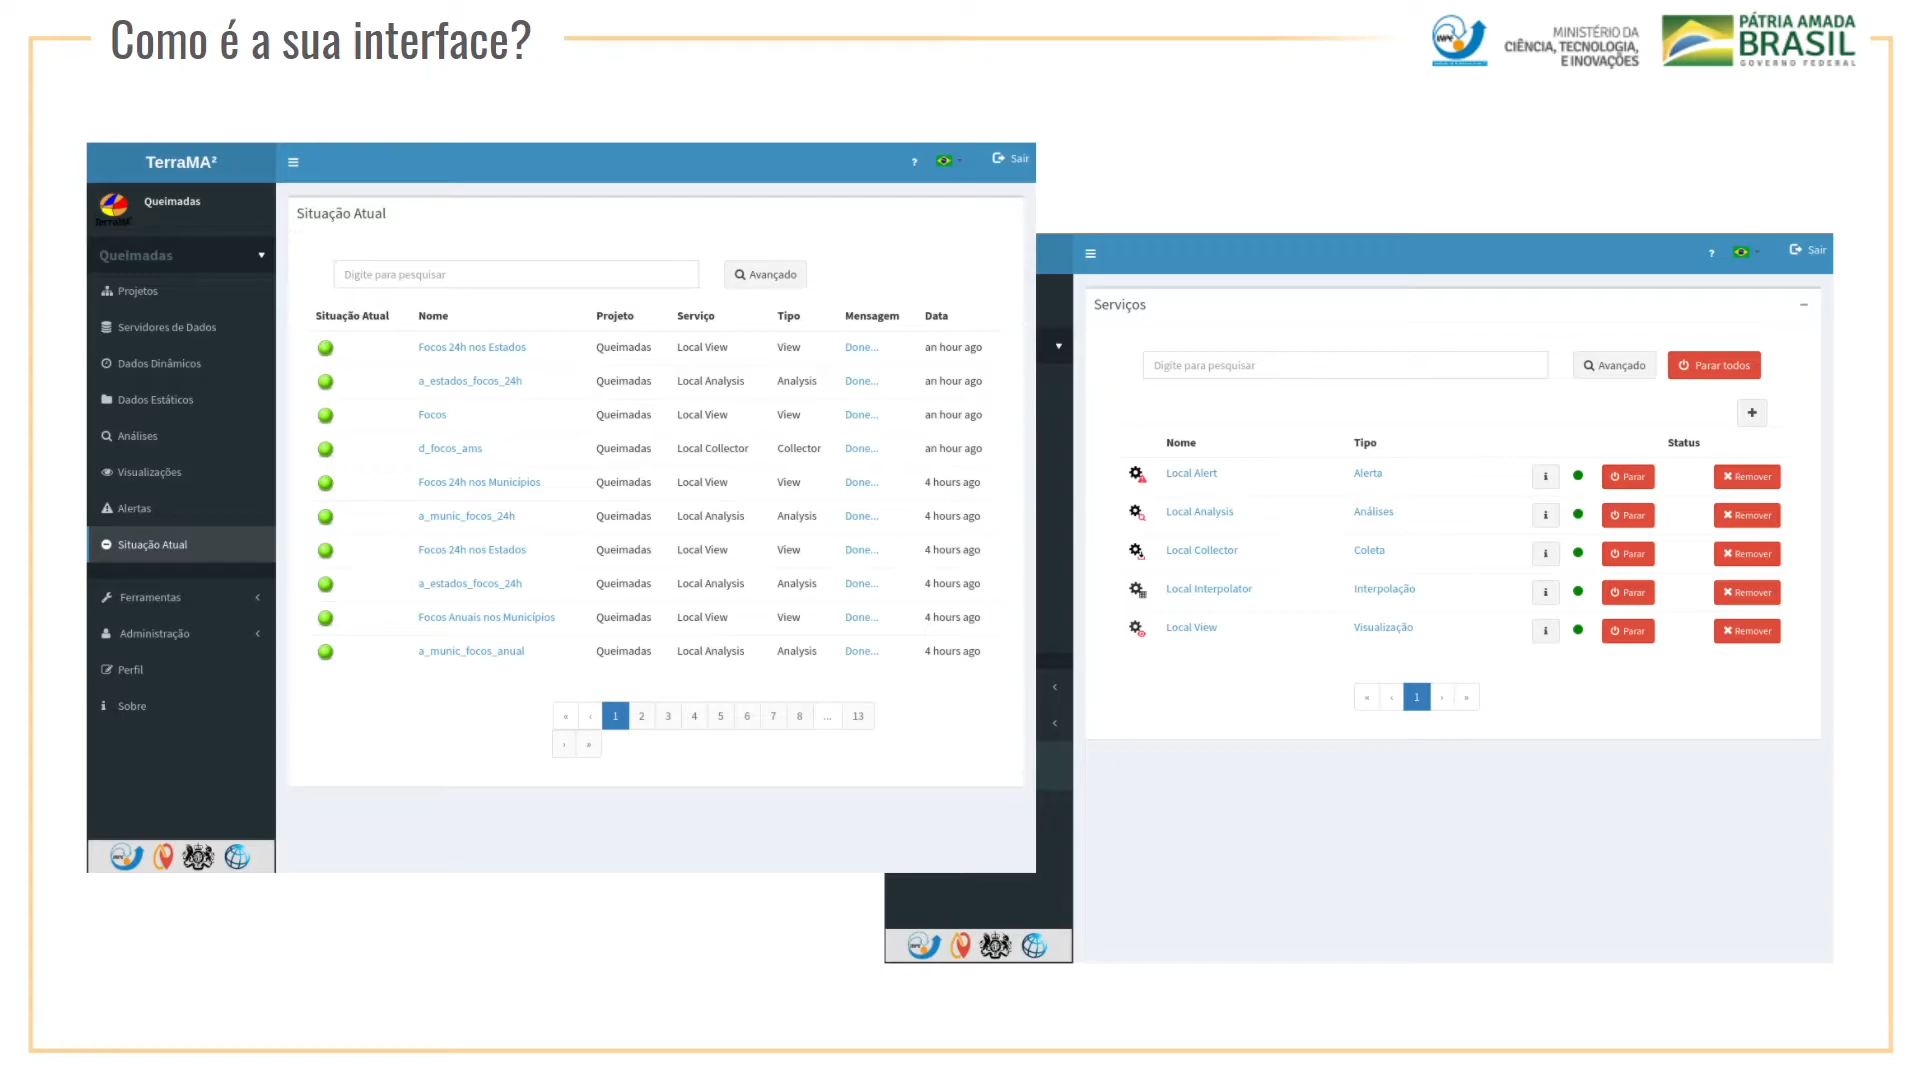 Como é a sua interface?
INPE
MINISTÉRIO DA
CIÊNCIA, TECNOLOGIA,
E INOVAÇÕES
PÁTRIA AMADA
BRASIL
GOVERNO FEDERAL
TerraMA²
? Sair
Queimadas
TerraMA²
Queimadas
Projetos
Servidores de Dados
Dados Dinâmicos
Dados Estáticos
Análises
Visualizações
Alertas
Situação Atual
Ferramentas
Administração
Perfil
Sobre
Situação Atual
Digite para pesquisar Avançado
Situação Atual Nome Projeto Serviço Tipo Mensagem Data
Focos 24h nos Estados Queimadas Local View View Done... an hour ago
a_estados_focos_24h Queimadas Local Analysis Analysis Done... an hour ago
Focos Queimadas Local View View Done... an hour ago
d_focos_ams Queimadas Local Collector Collector Done... an hour ago
Focos 24h nos Municípios Queimadas Local View View Done... 4 hours ago
a_munic_focos_24h Queimadas Local Analysis Analysis Done... 4 hours ago
Focos 24h nos Estados Queimadas Local View View Done... 4 hours ago
a_estados_focos_24h Queimadas Local Analysis Analysis Done... 4 hours ago
Focos Anuais nos Municípios Queimadas Local View View Done... 4 hours ago
a_munic_focos_anual Queimadas Local Analysis Analysis Done... 4 hours ago
« ‹ 1 2 3 4 5 6 7 8 ... 13
› »
? Sair
Serviços
Digite para pesquisar Avançado Parar todos
+
Nome Tipo Status
Local Alert Alerta i Parar Remover
Local Analysis Análises i Parar Remover
Local Collector Coleta i Parar Remover
Local Interpolator Interpolação i Parar Remover
Local View Visualização i Parar Remover
« ‹ 1 › »